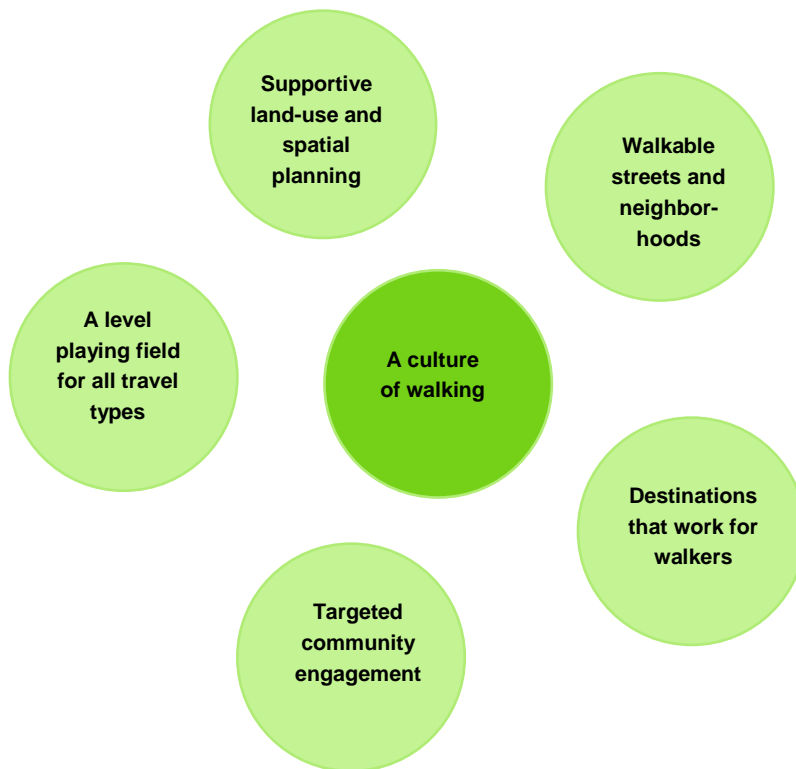 Supportive
land-use and
spatial
planning
Walkable
streets and
neighbor-
hoods
A level
playing field
for all travel
types
A culture
of walking
Destinations
that work for
walkers
Targeted
community
engagement